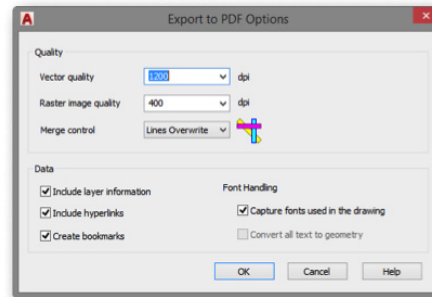 Export to PDF Options
Quality
Vector quality 1200 dpi
Raster image quality 400 dpi
Merge control Lines Overwrite
Data
Include layer information
Include hyperlinks
Create bookmarks
Font Handling
Capture fonts used in the drawing
Convert all text to geometry
OK Cancel Help